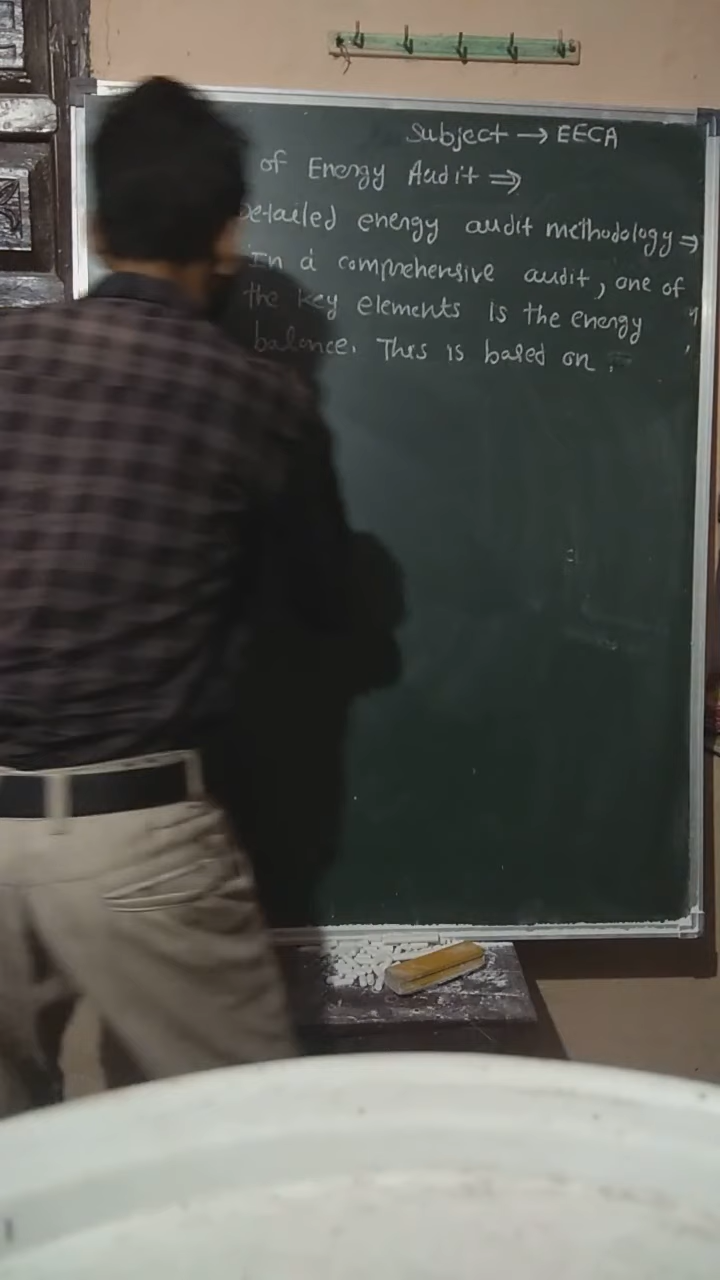 Subject → EECA
of Energy Audit ⇒
Detailed energy audit methodology ⇒
In a comprehensive audit, one of
the key elements is the energy
balance. This is based on :